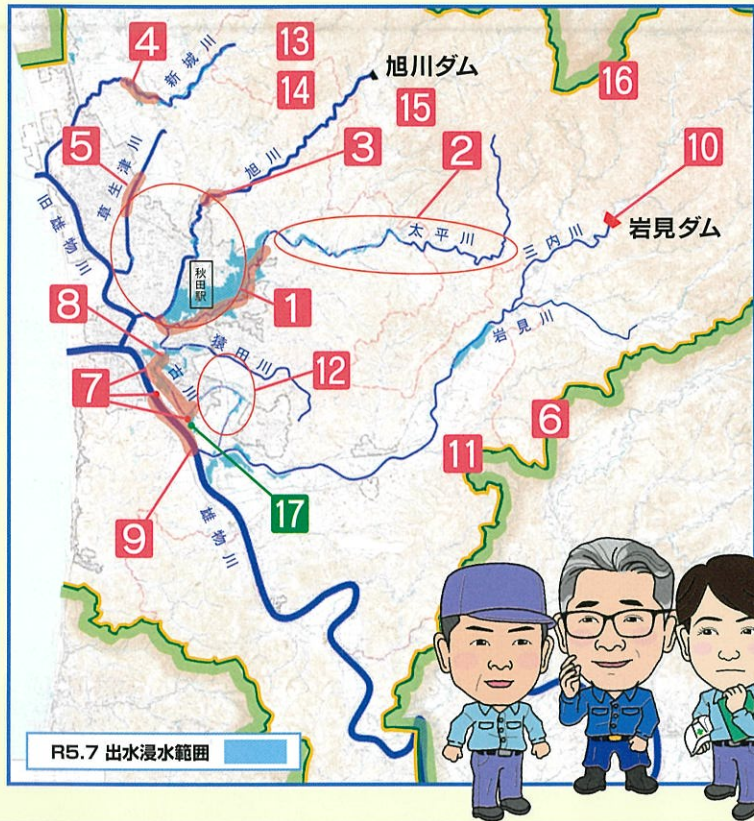 4
新城川
13
旭川ダム
14
15
16
5
草生津川
旭川
3
2
10
旧雄物川
太平川
岩見ダム
三内川
秋田駅
1
8
猿田川
岩見川
古川
12
7
6
11
17
9
雄物川
R5.7 出水浸水範囲